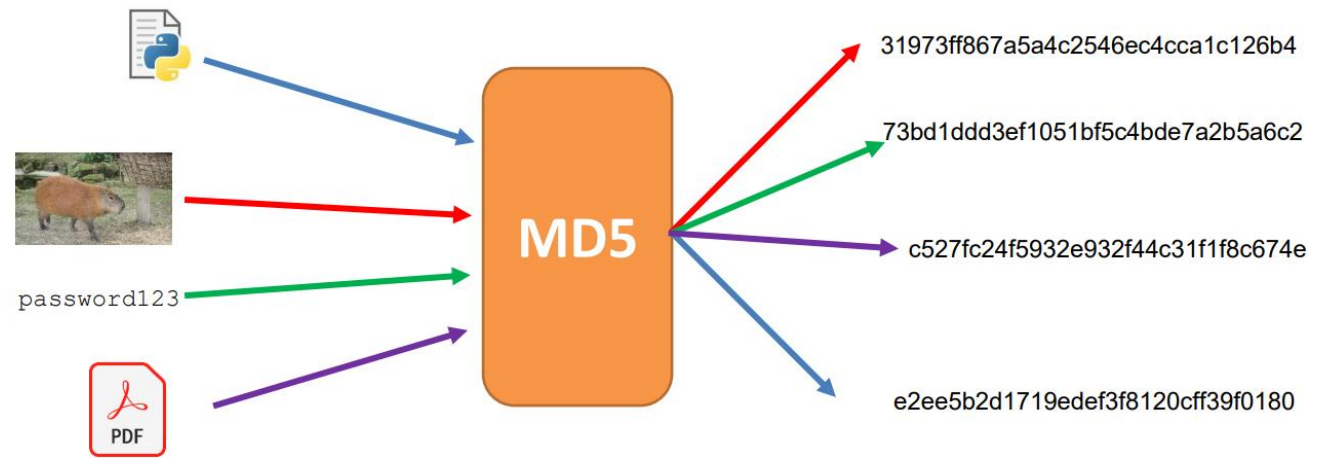 31973ff867a5a4c2546ec4cca1c126b4
73bd1ddd3ef1051bf5c4bde7a2b5a6c2
MD5
c527fc24f5932e932f44c31f1f8c674e
password123
e2ee5b2d1719edef3f8120cff39f0180
PDF